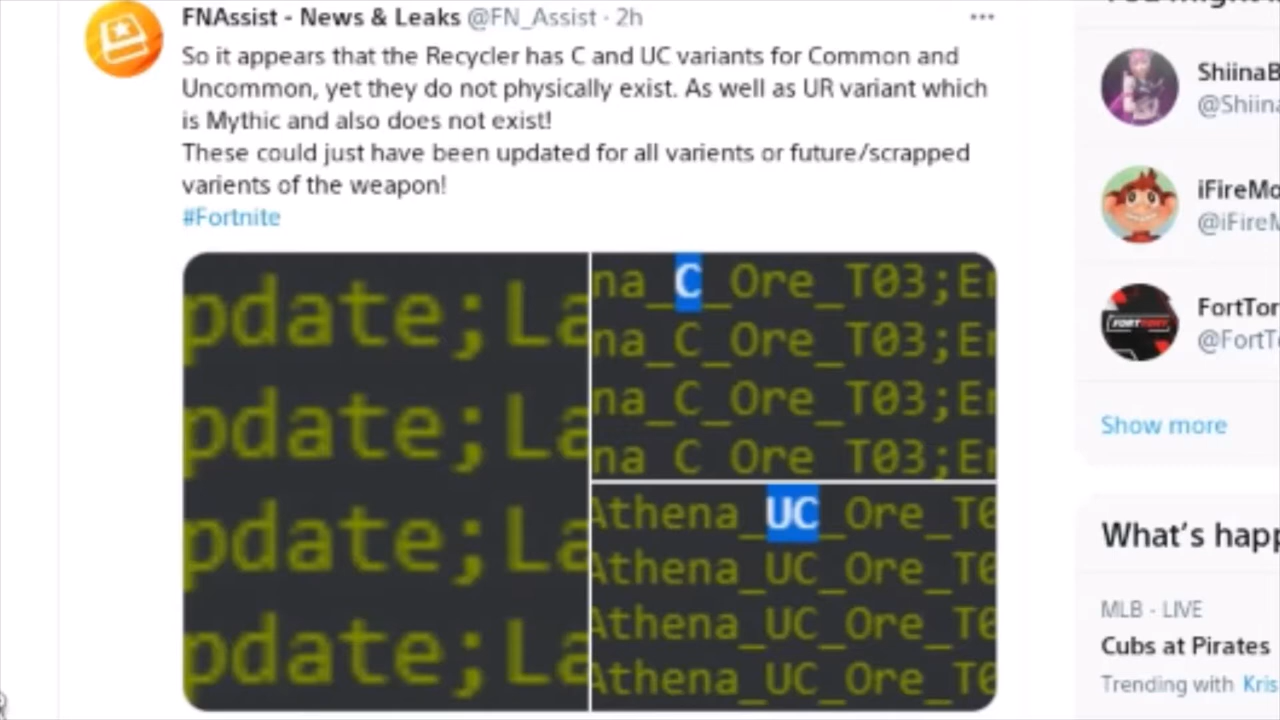 FNAssist - News & Leaks @FN_Assist · 2h
So it appears that the Recycler has C and UC variants for Common and
Uncommon, yet they do not physically exist. As well as UR variant which
is Mythic and also does not exist!
These could just have been updated for all varients or future/scrapped
varients of the weapon!
#Fortnite
pdate;La
pdate;La
pdate;La
pdate;La
na_C_Ore_T03;En
na_C_Ore_T03;En
na_C_Ore_T03;En
na_C_Ore_T03;En
Athena_UC_Ore_T0
Athena_UC_Ore_T0
Athena_UC_Ore_T0
Athena_UC_Ore_T0
ShiinaB
@Shiina
iFireMo
@iFireM
FORTTORY
FortTor
@FortTo
Show more
What's happ
MLB - LIVE
Cubs at Pirates
Trending with Kris